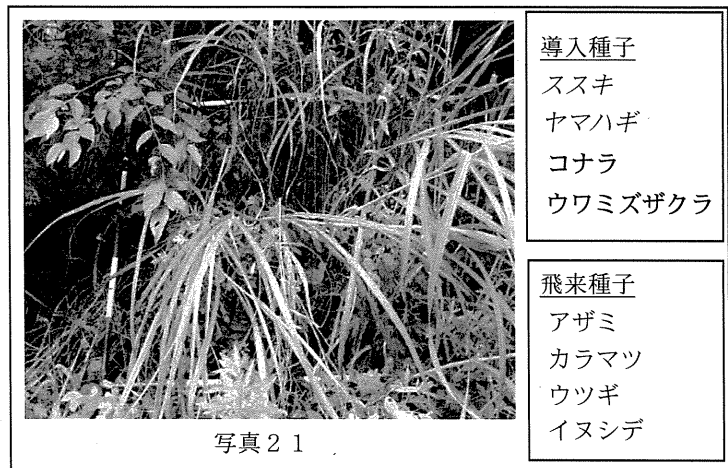 導入種子
ススキ
ヤマハギ
コナラ
ウワミズザクラ
飛来種子
アザミ
カラマツ
ウツギ
イヌシデ
写真21